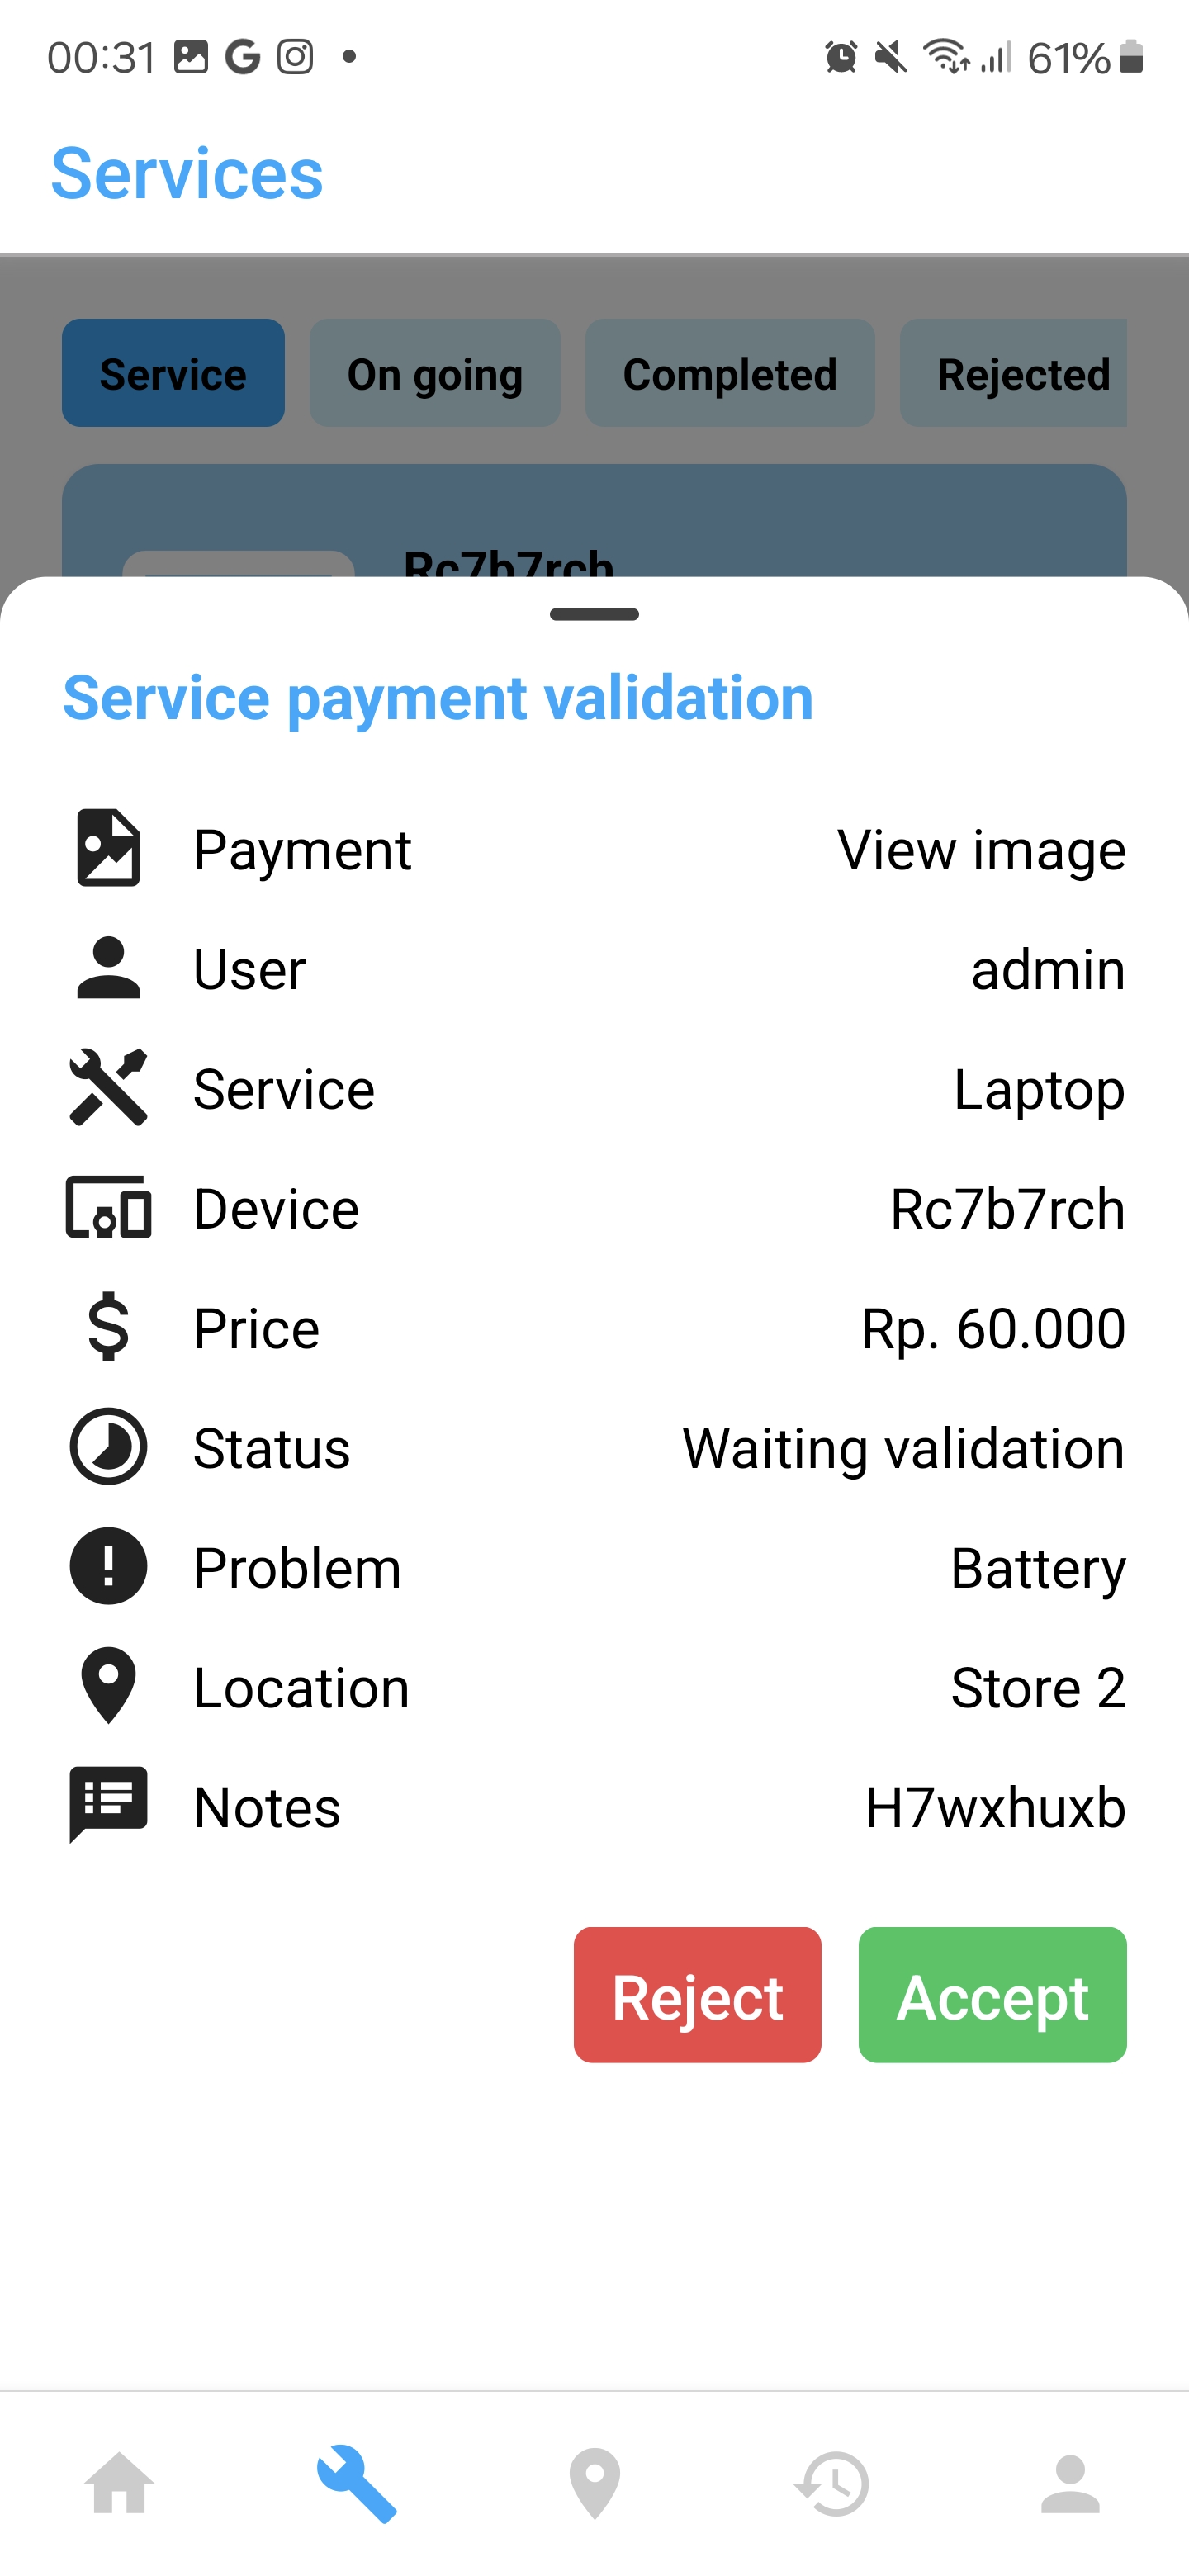 00:31 61%
Services
Service On going Completed Rejected
Rc7b7rch
Service payment validation
Payment View image
User admin
Service Laptop
Device Rc7b7rch
Price Rp. 60.000
Status Waiting validation
Problem Battery
Location Store 2
Notes H7wxhuxb
Reject Accept